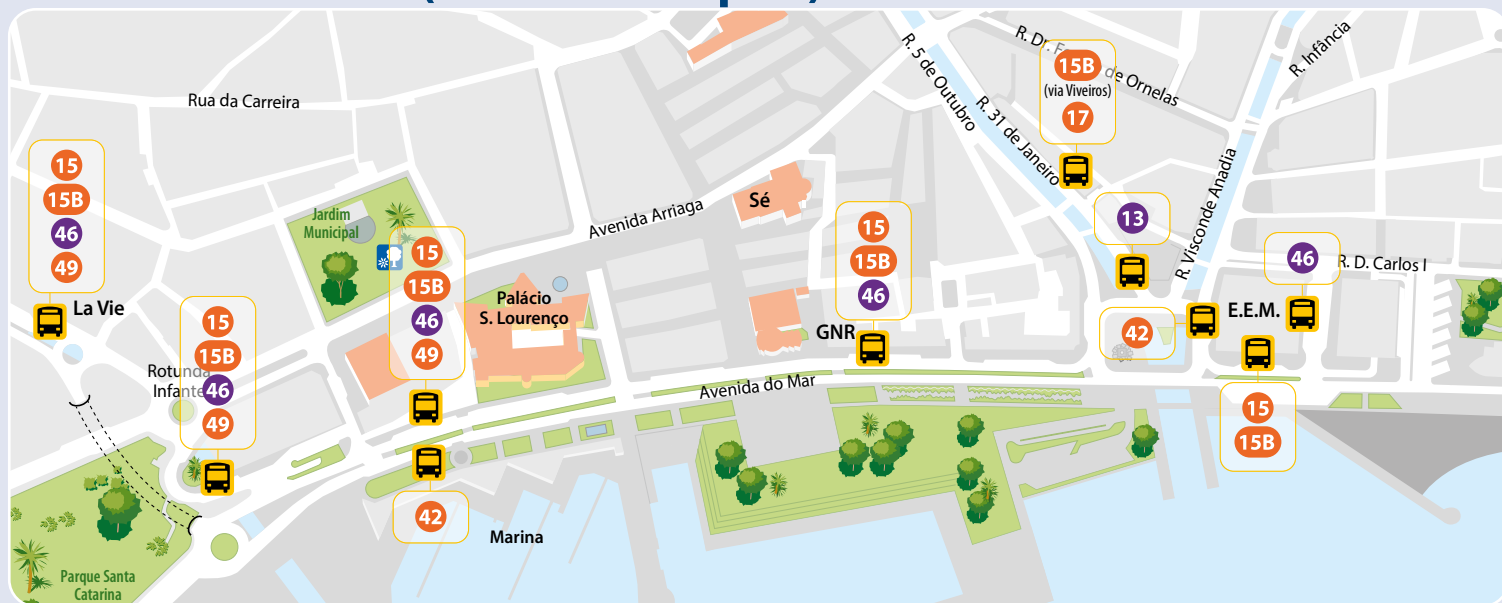 Rua da Carreira
R. 5 de Outubro
R. 31 de Janeiro
R. Dr. F
de Ornelas
R. Infância
R. Visconde Anadia
R. D. Carlos I
Avenida Arriaga
Avenida do Mar
15
15B
46
49
La Vie
Rotunda
Infante
15
15B
46
49
Jardim
Municipal
15
15B
46
49
Palácio
S. Lourenço
42
Marina
Parque Santa
Catarina
Sé
15
15B
46
GNR
15B
(via Viveiros)
17
13
42
E.E.M.
46
15
15B